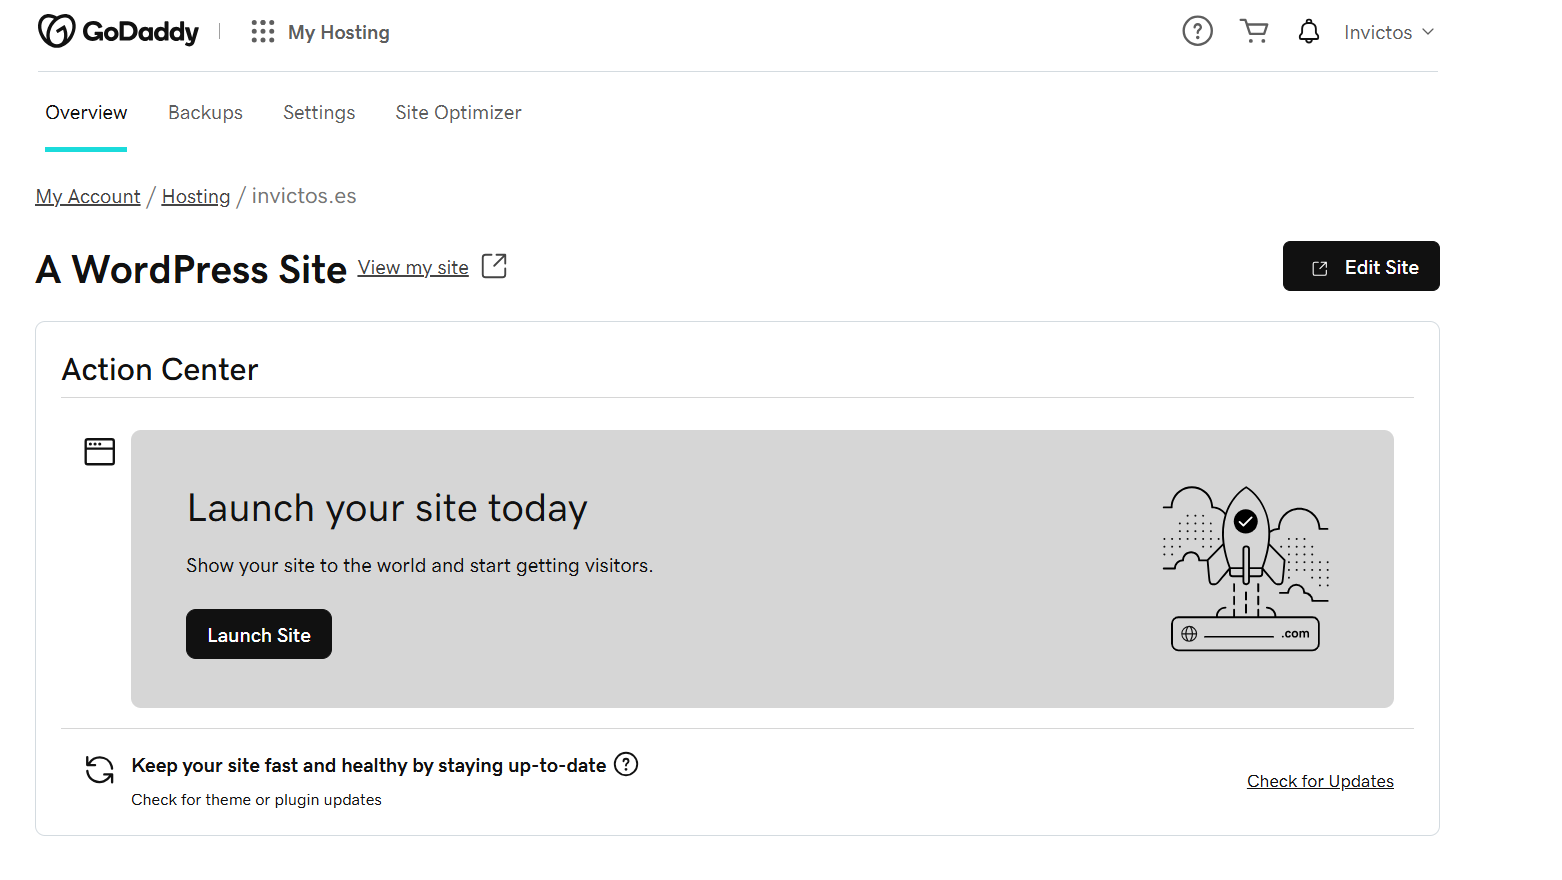 GoDaddy
My Hosting
Invictos
Overview Backups Settings Site Optimizer
My Account / Hosting / invictos.es
A WordPress Site View my site
Edit Site
Action Center
Launch your site today
Show your site to the world and start getting visitors.
Launch Site
.com
Keep your site fast and healthy by staying up-to-date
Check for theme or plugin updates
Check for Updates